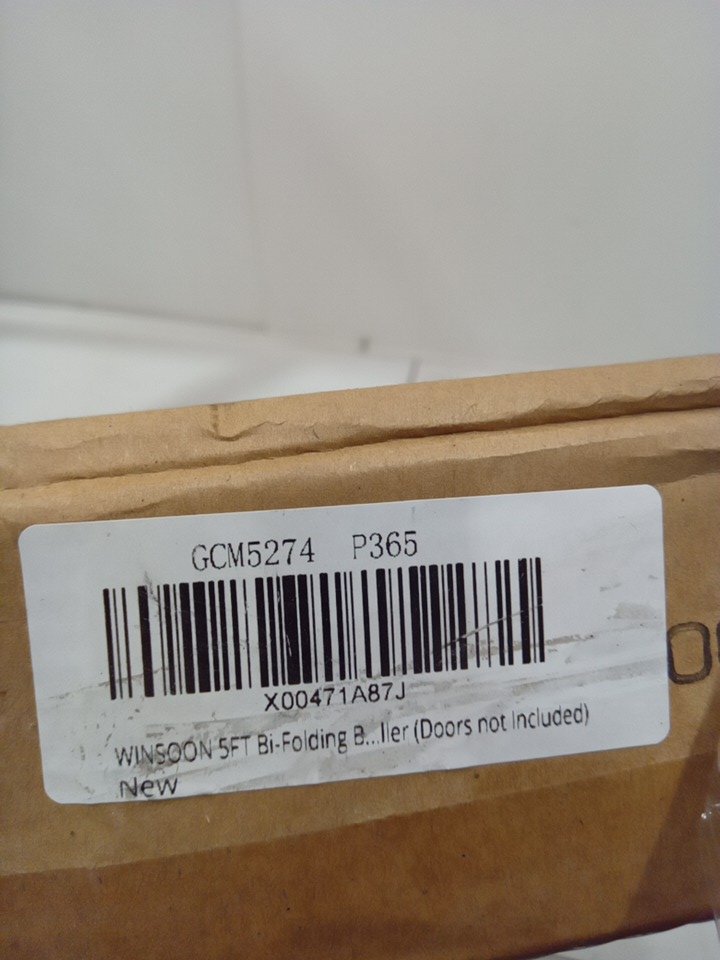 GCM5274 P365
X00471A87J
WINSOON 5FT Bi-Folding B...ller (Doors not Included)
New